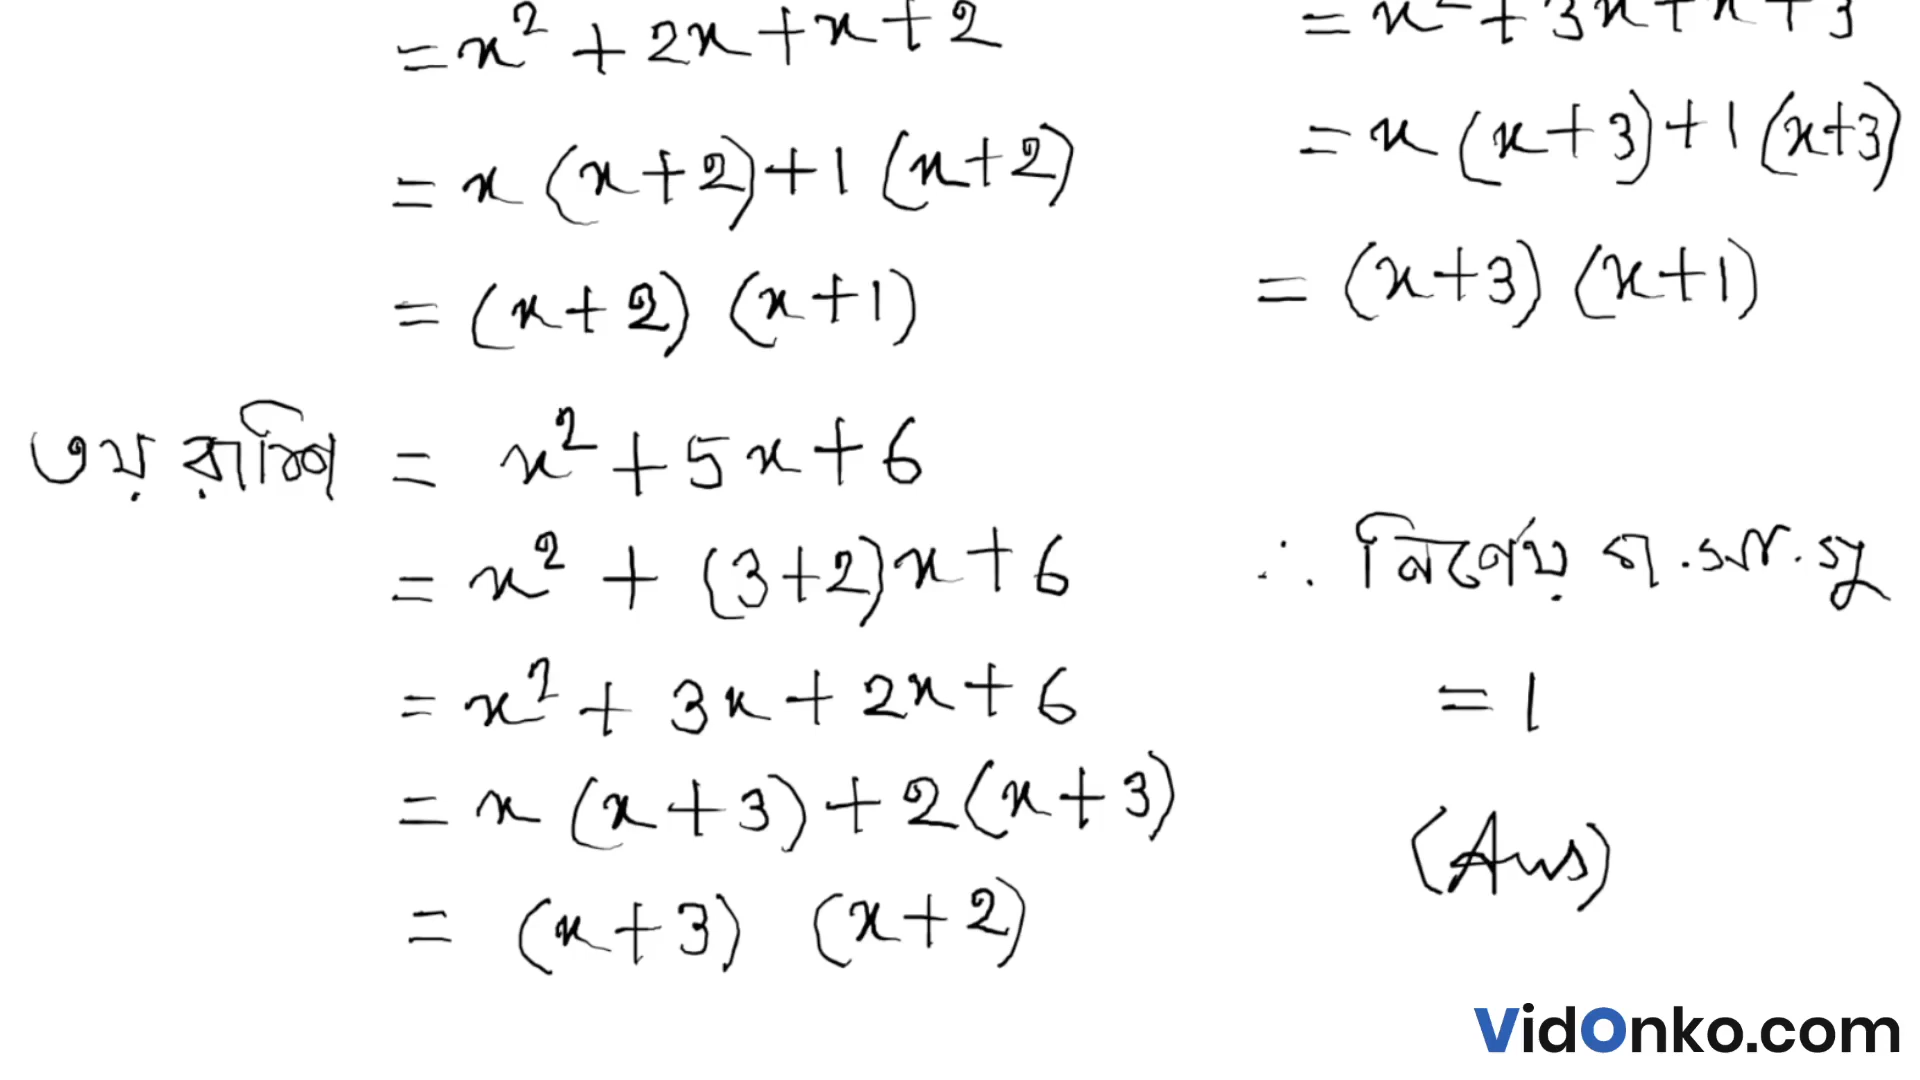 = x² + 2x + x + 2
= x (x+2) + 1 (x+2)
= (x+2) (x+1)
= x² + 3x + x + 3
= x (x+3) + 1 (x+3)
= (x+3) (x+1)
৩য় রাশি = x² + 5x + 6
= x² + (3+2)x + 6
= x² + 3x + 2x + 6
= x (x+3) + 2 (x+3)
= (x+3) (x+2)
∴ নির্ণেয় গ.সা.গু
= 1
(Ans)
VidOnko.com